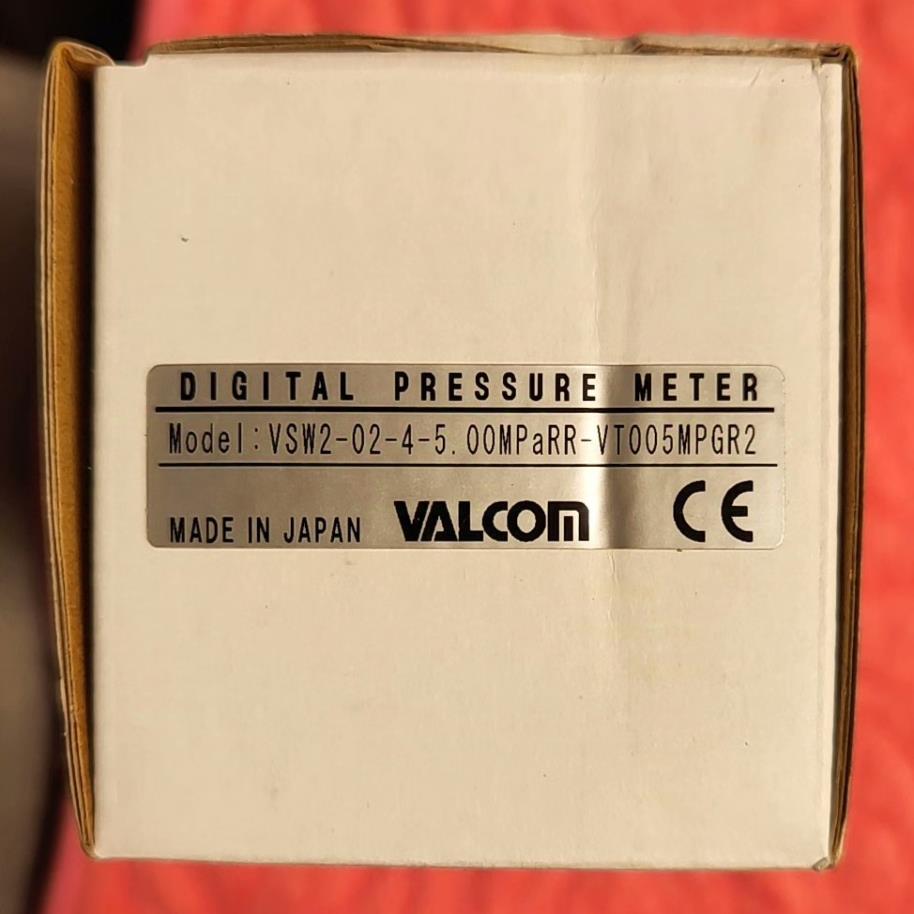 DIGITAL PRESSURE METER
Model:VSW2-02-4-5.00MPaRR-VT005MPGR2
MADE IN JAPAN VALCOM CE